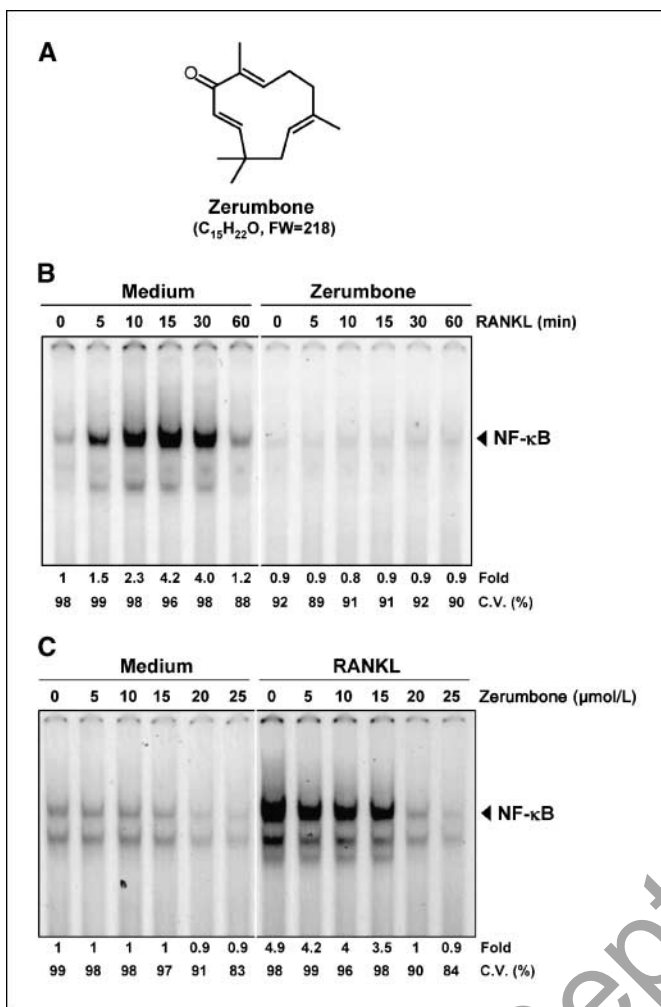 A
O
Zerumbone
(C₁₅H₂₂O, FW=218)
B
Medium Zerumbone
0 5 10 15 30 60 0 5 10 15 30 60 RANKL (min)
NF-κB
1 1.5 2.3 4.2 4.0 1.2 0.9 0.9 0.8 0.9 0.9 0.9 Fold
98 99 98 96 98 88 92 89 91 91 92 90 C.V. (%)
C
Medium RANKL
0 5 10 15 20 25 0 5 10 15 20 25 Zerumbone (μmol/L)
NF-κB
1 1 1 1 0.9 0.9 4.9 4.2 4 3.5 1 0.9 Fold
99 98 98 97 91 83 98 99 96 98 90 84 C.V. (%)
cept